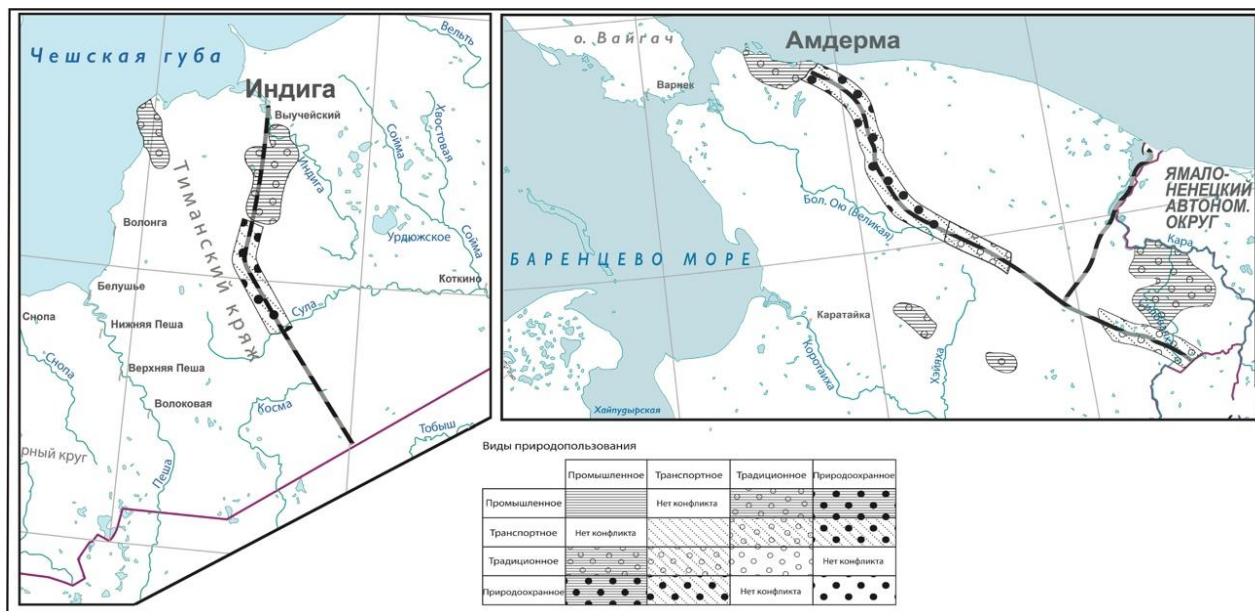 Чешская губа
Вельть
Индига
Выучейский
Сойма
Хвостовая
Индига
Тиманский кряж
Волонга
Урдюжское
Сойма
Белушье
Коткино
Снопа
Нижняя Пеша
Сула
Снопа
Верхняя Пеша
Волоковая
Косма
Тобыш
рный круг
Пеша
о. Вайгач
Амдерма
Варнек
ЯМАЛО-
НЕНЕЦКИЙ
АВТОНОМ.
ОКРУГ
Бол. Ою (Великая)
Кара
БАРЕНЦЕВО МОРЕ
Каратайка
Коротаиха
Хэйяха
Хайпудырская
Виды природопользования
Промышленное Транспортное Традиционное Природоохранное
Промышленное Нет конфликта
Транспортное Нет конфликта
Традиционное Нет конфликта
Природоохранное Нет конфликта